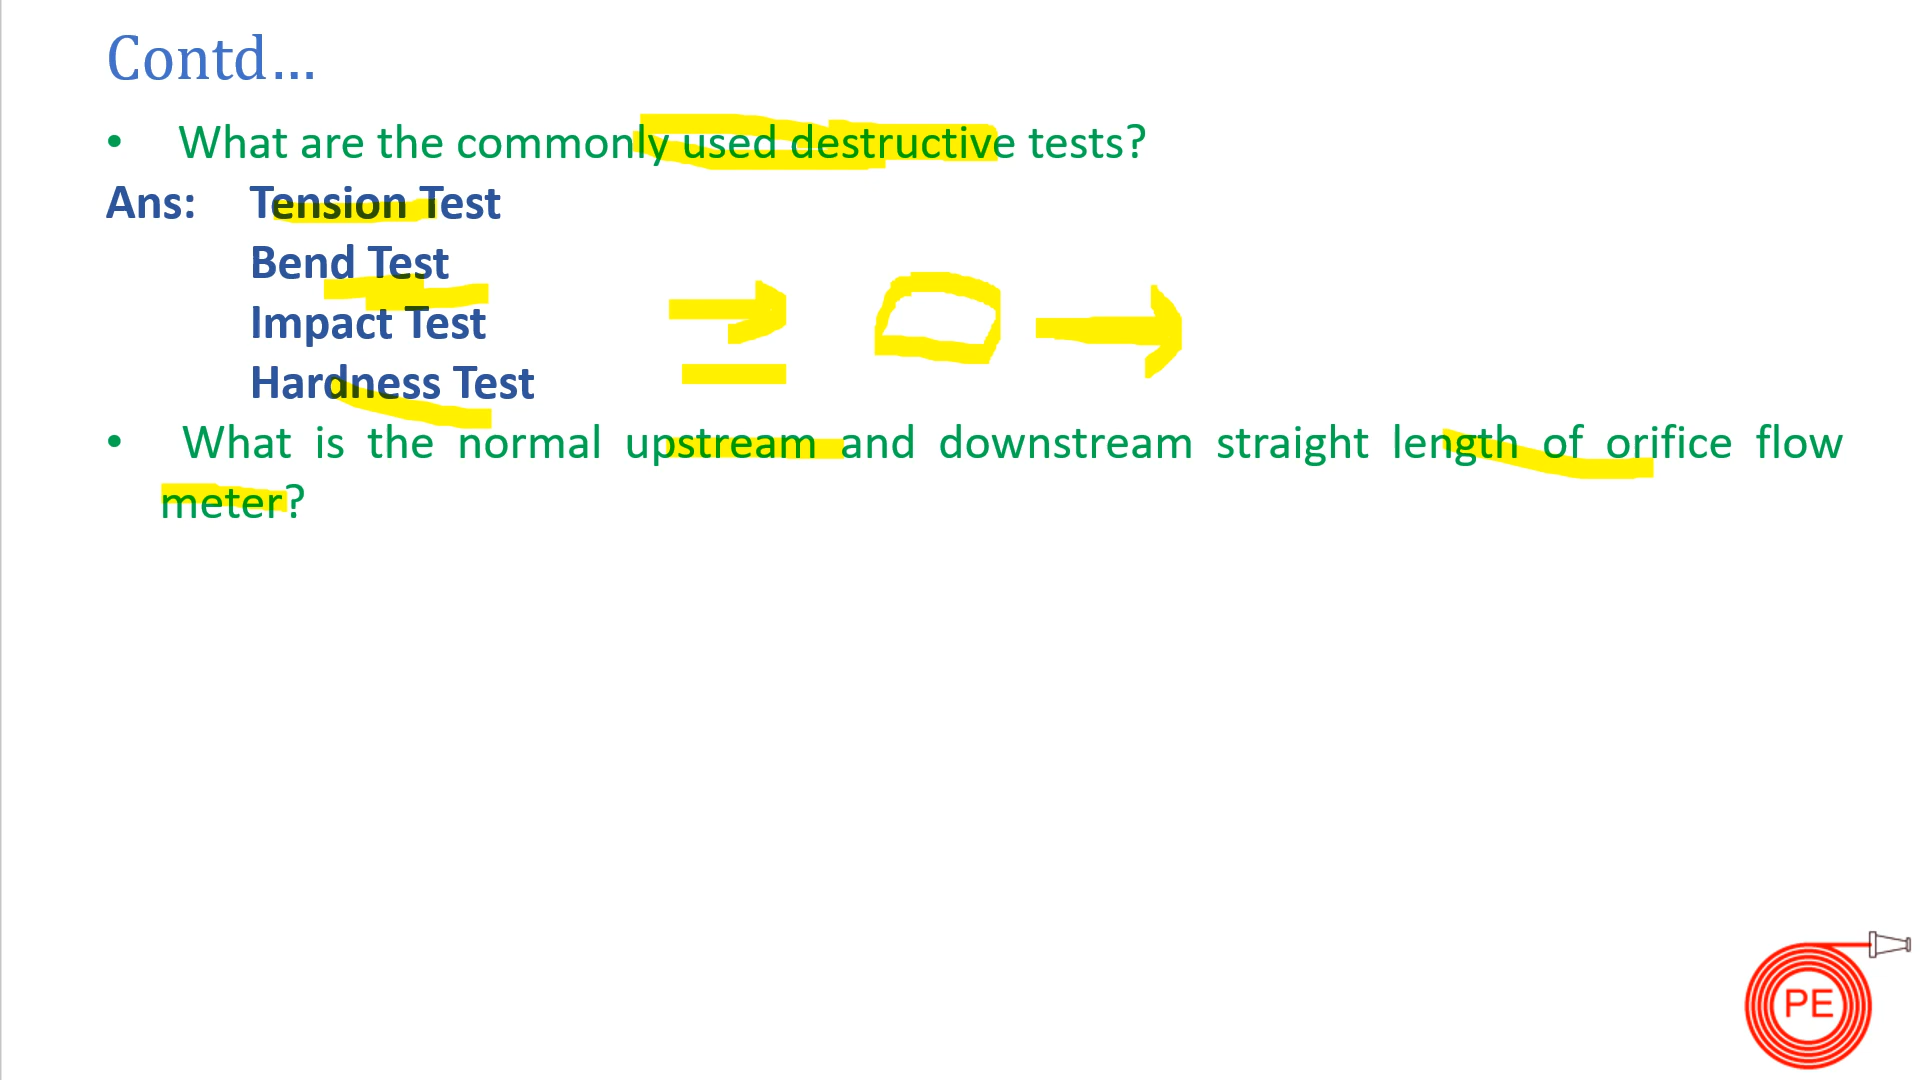 Contd...
• What are the commonly used destructive tests?
Ans: Tension Test
Bend Test
Impact Test
Hardness Test
• What is the normal upstream and downstream straight length of orifice flow
meter?
PE